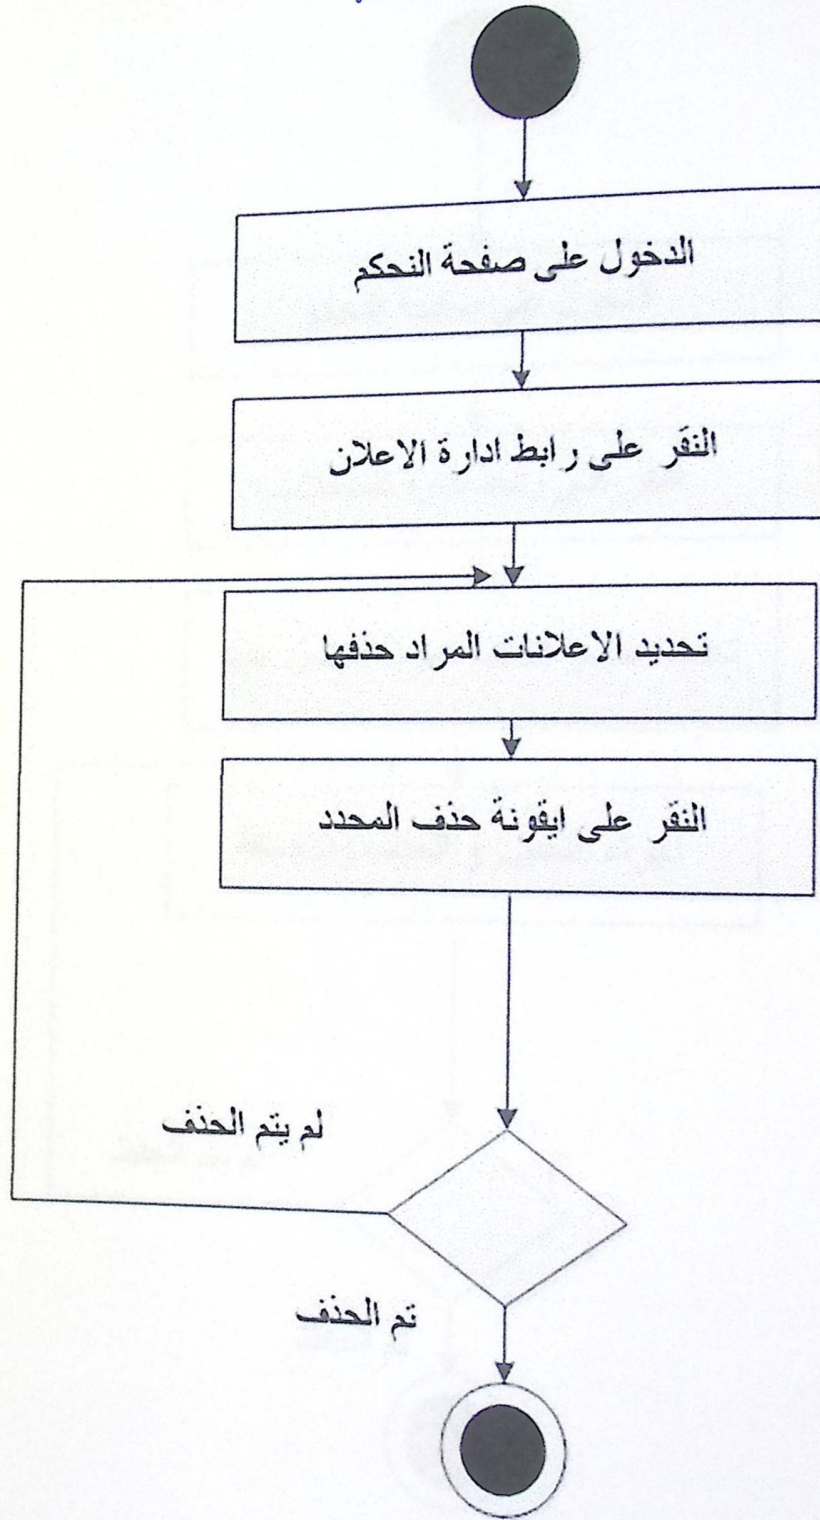 الدخول على صفحة النحكم
النقر على رابط ادارة الاعلان
تحديد الاعلانات المراد حذفها
النقر على ايقونة حذف المحدد
لم يتم الحذف
تم الحذف